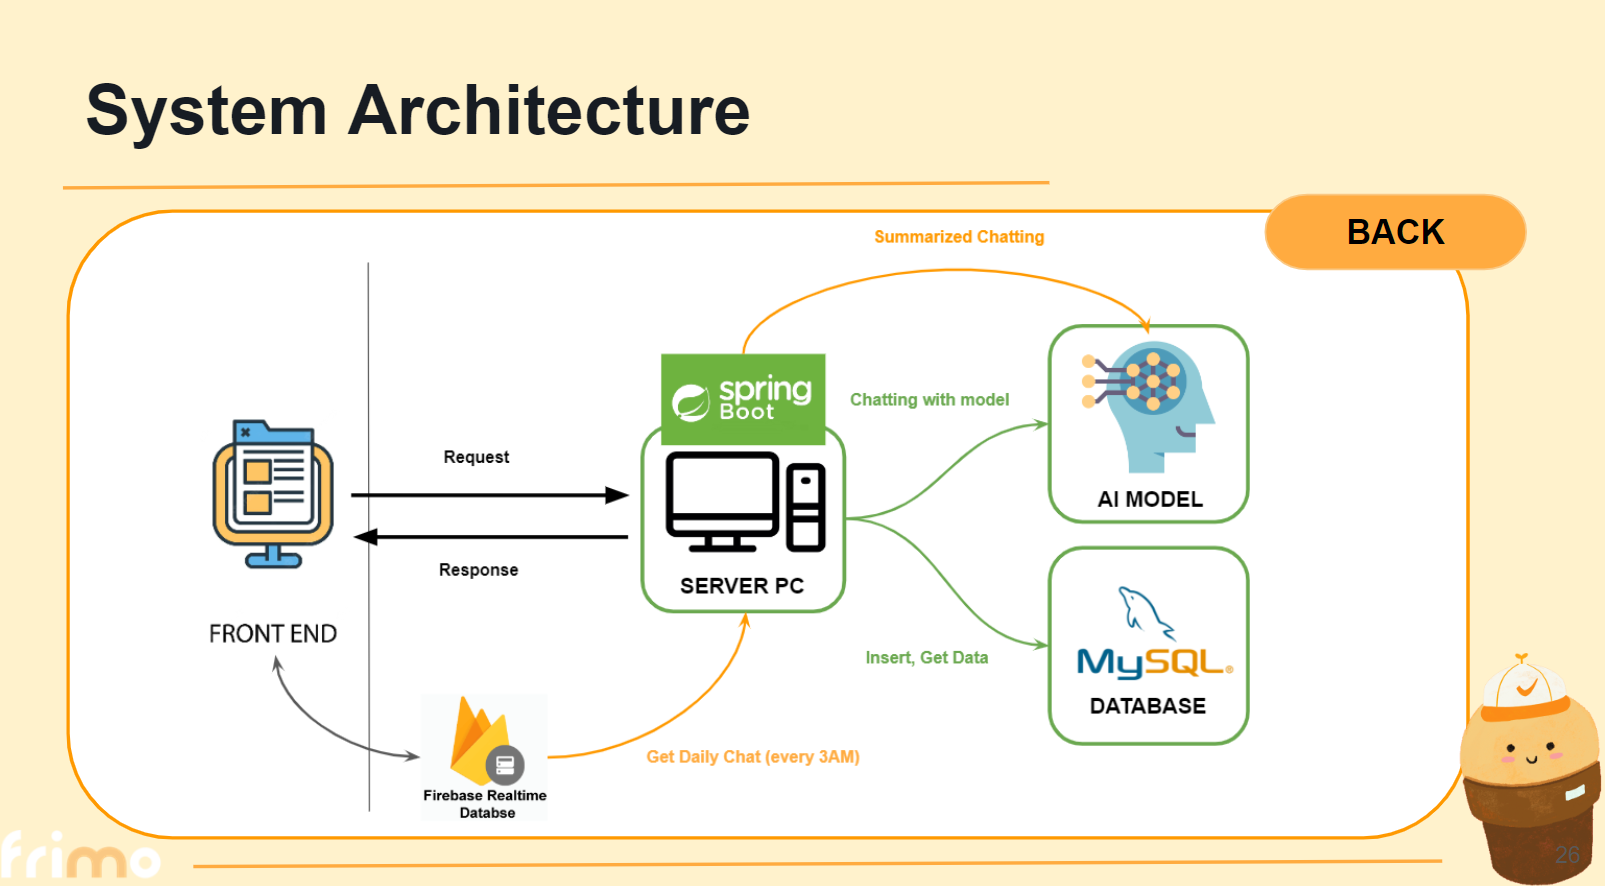 System Architecture
BACK
Summarized Chatting
spring
Boot
Chatting with model
Request
AI MODEL
Response
SERVER PC
FRONT END
Insert, Get Data
MySQL®
DATABASE
Get Daily Chat (every 3AM)
Firebase Realtime
Databse
frimo
26